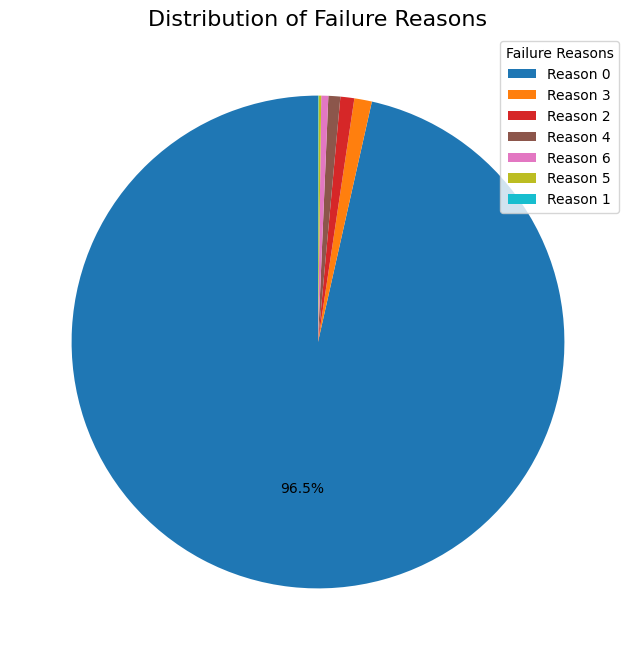 Distribution of Failure Reasons
Failure Reasons
Reason 0
Reason 3
Reason 2
Reason 4
Reason 6
Reason 5
Reason 1
96.5%